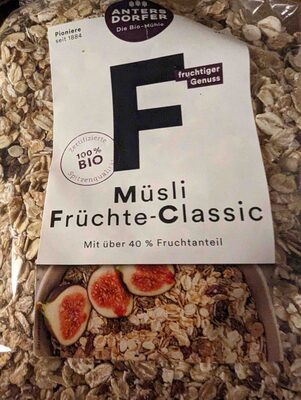 Pioniere
seit 1884
ANTERS
DORFER
Die Bio-Mühle
F
fruchtiger
Genuss
zertifizierte
100%
BIO
Spitzenqualität
Müsli
Früchte-Classic
Mit über 40 % Fruchtanteil